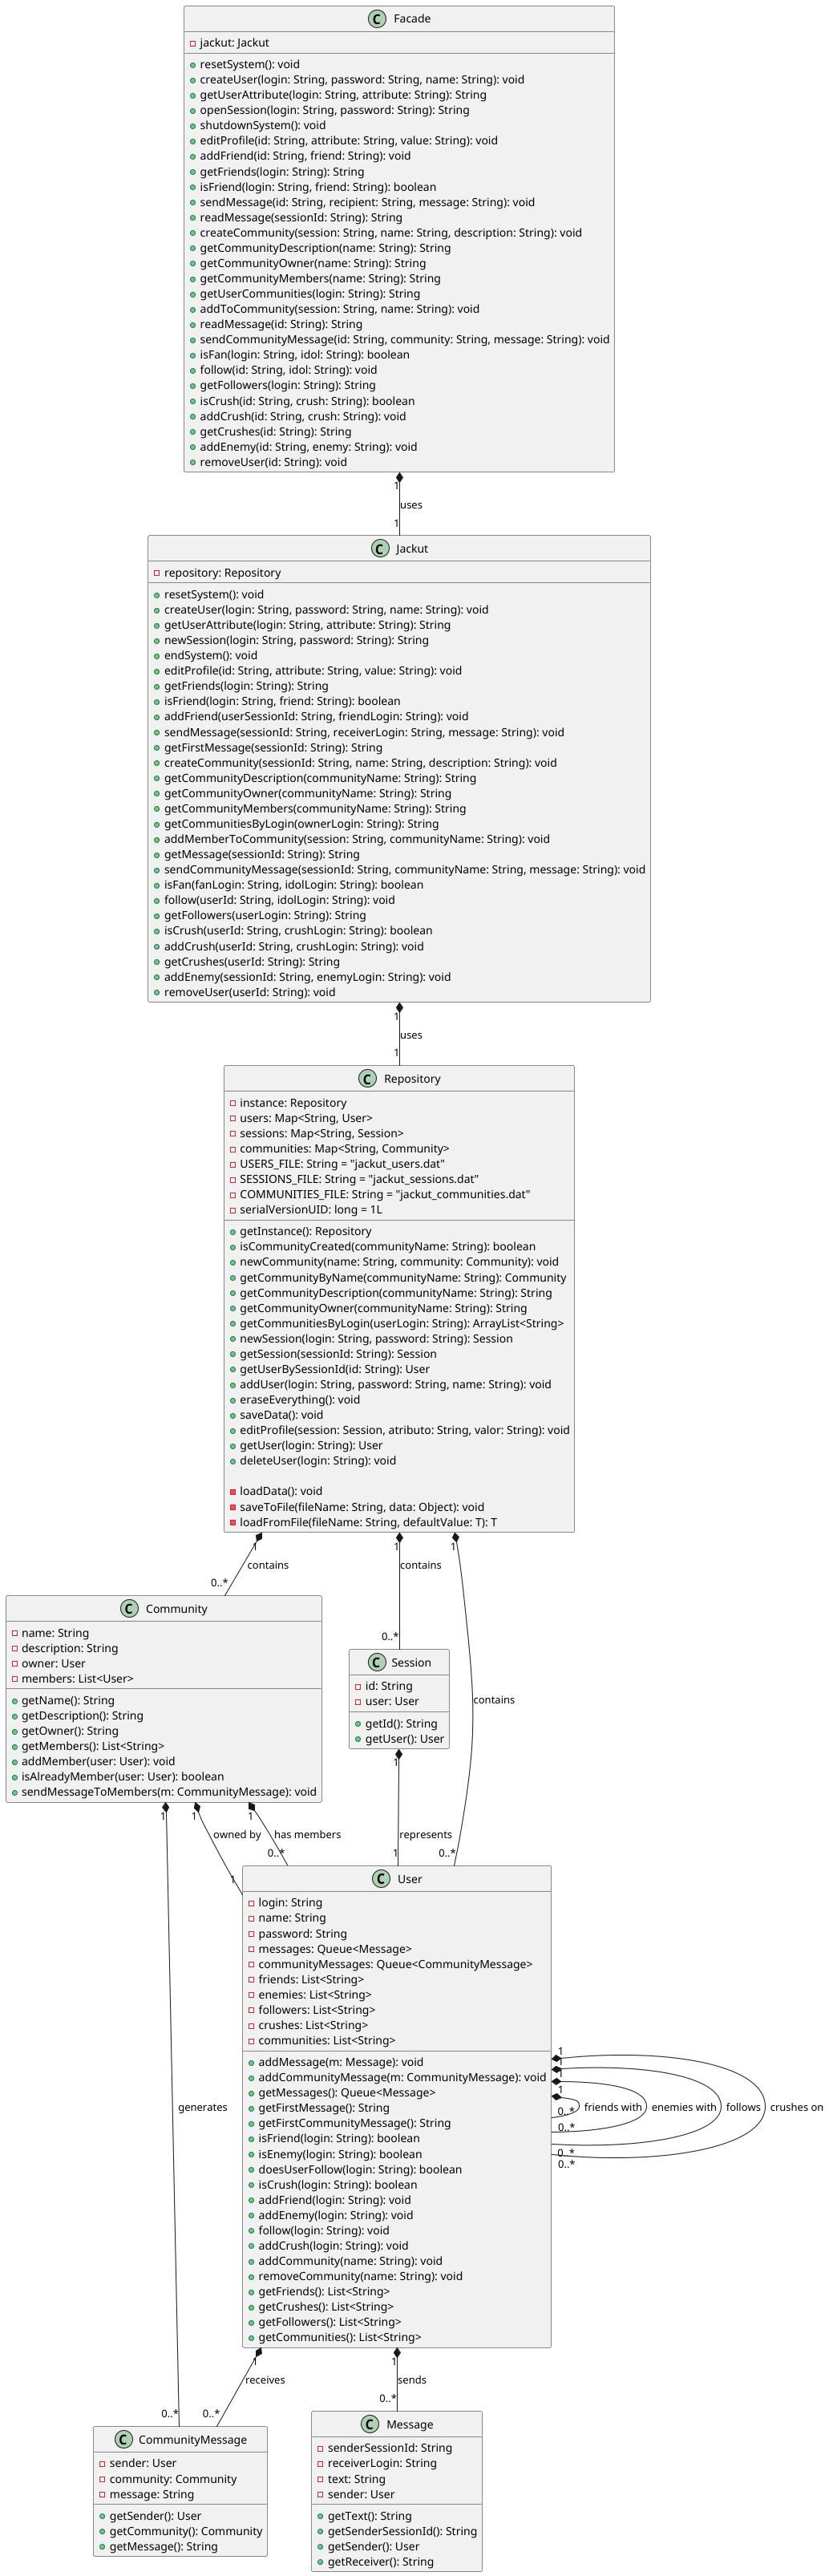 C Facade
jackut: Jackut
resetSystem(): void
createUser(login: String, password: String, name: String): void
getUserAttribute(login: String, attribute: String): String
openSession(login: String, password: String): String
shutdownSystem(): void
editProfile(id: String, attribute: String, value: String): void
addFriend(id: String, friend: String): void
getFriends(login: String): String
isFriend(login: String, friend: String): boolean
sendMessage(id: String, recipient: String, message: String): void
readMessage(sessionId: String): String
createCommunity(session: String, name: String, description: String): void
getCommunityDescription(name: String): String
getCommunityOwner(name: String): String
getCommunityMembers(name: String): String
getUserCommunities(login: String): String
addToCommunity(session: String, name: String): void
readMessage(id: String): String
sendCommunityMessage(id: String, community: String, message: String): void
isFan(login: String, idol: String): boolean
follow(id: String, idol: String): void
getFollowers(login: String): String
isCrush(id: String, crush: String): boolean
addCrush(id: String, crush: String): void
getCrushes(id: String): String
addEnemy(id: String, enemy: String): void
removeUser(id: String): void
1
uses
1
C Jackut
repository: Repository
resetSystem(): void
createUser(login: String, password: String, name: String): void
getUserAttribute(login: String, attribute: String): String
newSession(login: String, password: String): String
endSystem(): void
editProfile(id: String, attribute: String, value: String): void
getFriends(login: String): String
isFriend(login: String, friend: String): boolean
addFriend(userSessionId: String, friendLogin: String): void
sendMessage(sessionId: String, receiverLogin: String, message: String): void
getFirstMessage(sessionId: String): String
createCommunity(sessionId: String, name: String, description: String): void
getCommunityDescription(communityName: String): String
getCommunityOwner(communityName: String): String
getCommunityMembers(communityName: String): String
getCommunitiesByLogin(ownerLogin: String): String
addMemberToCommunity(session: String, communityName: String): void
getMessage(sessionId: String): String
sendCommunityMessage(sessionId: String, communityName: String, message: String): void
isFan(fanLogin: String, idolLogin: String): boolean
follow(userId: String, idolLogin: String): void
getFollowers(userLogin: String): String
isCrush(userId: String, crushLogin: String): boolean
addCrush(userId: String, crushLogin: String): void
getCrushes(userId: String): String
addEnemy(sessionId: String, enemyLogin: String): void
removeUser(userId: String): void
1
uses
1
C Repository
instance: Repository
users: Map<String, User>
sessions: Map<String, Session>
communities: Map<String, Community>
USERS_FILE: String = "jackut_users.dat"
SESSIONS_FILE: String = "jackut_sessions.dat"
COMMUNITIES_FILE: String = "jackut_communities.dat"
serialVersionUID: long = 1L
getInstance(): Repository
isCommunityCreated(communityName: String): boolean
newCommunity(name: String, community: Community): void
getCommunityByName(communityName: String): Community
getCommunityDescription(communityName: String): String
getCommunityOwner(communityName: String): String
getCommunitiesByLogin(userLogin: String): ArrayList<String>
newSession(login: String, password: String): Session
getSession(sessionId: String): Session
getUserBySessionId(id: String): User
addUser(login: String, password: String, name: String): void
eraseEverything(): void
saveData(): void
editProfile(session: Session, atributo: String, valor: String): void
getUser(login: String): User
deleteUser(login: String): void
loadData(): void
saveToFile(fileName: String, data: Object): void
loadFromFile(fileName: String, defaultValue: T): T
1 1 1
contains contains
0..*
C Community
name: String
description: String
owner: User
members: List<User>
getName(): String
getDescription(): String
getOwner(): String
getMembers(): List<String>
addMember(user: User): void
isAlreadyMember(user: User): boolean
sendMessageToMembers(m: CommunityMessage): void
0..*
C Session
id: String
user: User
getId(): String
getUser(): User
contains
1 1 1 1
owned by has members represents
1 0..* 1 0..*
C User
login: String
name: String
password: String
messages: Queue<Message>
communityMessages: Queue<CommunityMessage>
friends: List<String>
enemies: List<String>
followers: List<String>
crushes: List<String>
communities: List<String>
addMessage(m: Message): void
addCommunityMessage(m: CommunityMessage): void
getMessages(): Queue<Message>
getFirstMessage(): String
getFirstCommunityMessage(): String
isFriend(login: String): boolean
isEnemy(login: String): boolean
doesUserFollow(login: String): boolean
isCrush(login: String): boolean
addFriend(login: String): void
addEnemy(login: String): void
follow(login: String): void
addCrush(login: String): void
addCommunity(name: String): void
removeCommunity(name: String): void
getFriends(): List<String>
getCrushes(): List<String>
getFollowers(): List<String>
getCommunities(): List<String>
1
1
1
1
0..* friends with enemies with follows crushes on
0..*
0..*
0..*
generates
1 1
receives sends
0..* 0..* 0..*
C CommunityMessage
sender: User
community: Community
message: String
getSender(): User
getCommunity(): Community
getMessage(): String
C Message
senderSessionId: String
receiverLogin: String
text: String
sender: User
getText(): String
getSenderSessionId(): String
getSender(): User
getReceiver(): String